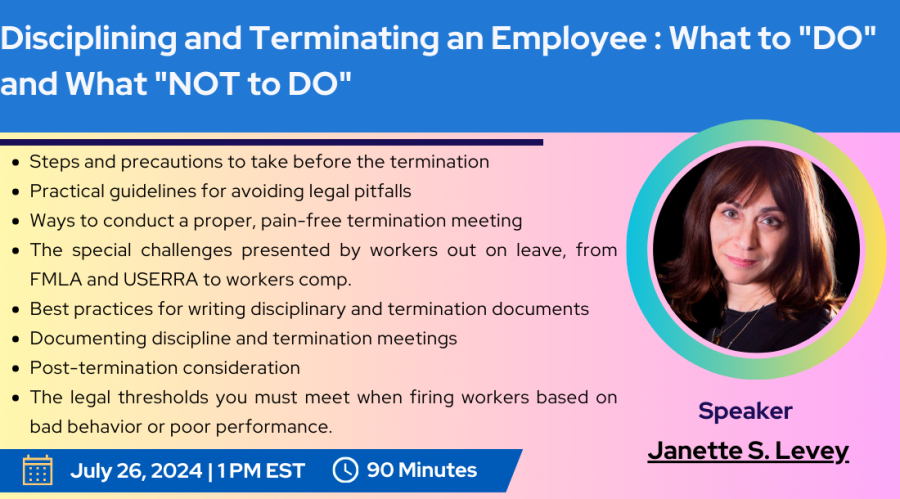 Disciplining and Terminating an Employee : What to "DO"
and What "NOT to DO"
• Steps and precautions to take before the termination
• Practical guidelines for avoiding legal pitfalls
• Ways to conduct a proper, pain-free termination meeting
• The special challenges presented by workers out on leave, from
FMLA and USERRA to workers comp.
• Best practices for writing disciplinary and termination documents
• Documenting discipline and termination meetings
• Post-termination consideration
• The legal thresholds you must meet when firing workers based on
bad behavior or poor performance.
Speaker
Janette S. Levey
July 26, 2024 | 1 PM EST 90 Minutes